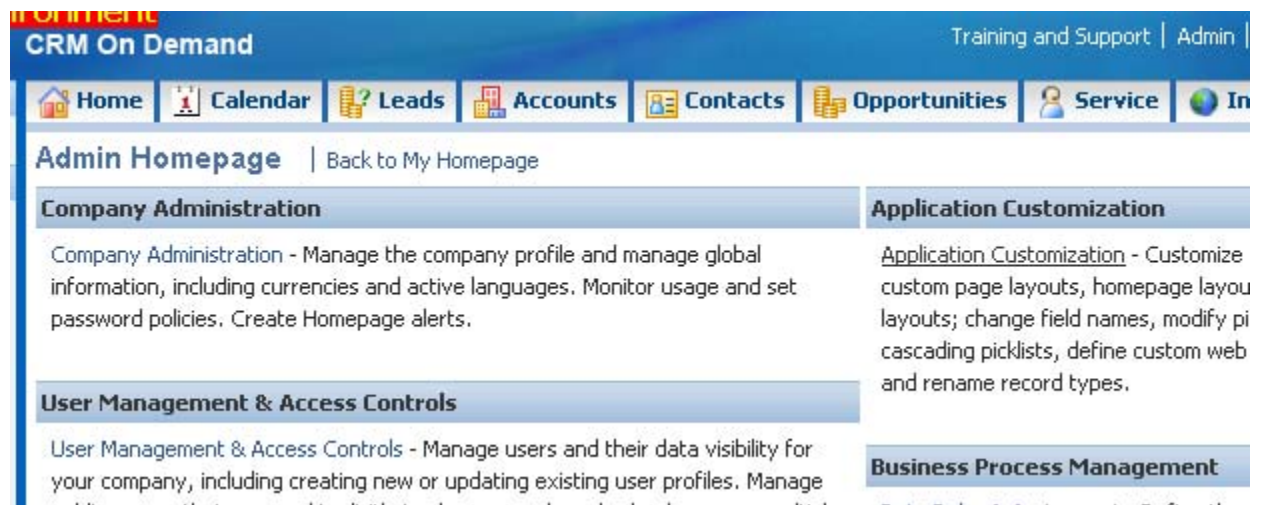 CRM On Demand
Training and Support | Admin |
Home Calendar Leads Accounts Contacts Opportunities Service
Admin Homepage | Back to My Homepage
Company Administration
Company Administration - Manage the company profile and manage global
information, including currencies and active languages. Monitor usage and set
password policies. Create Homepage alerts.
User Management & Access Controls
User Management & Access Controls - Manage users and their data visibility for
your company, including creating new or updating existing user profiles. Manage
Application Customization
Application Customization - Customize
custom page layouts, homepage layou
layouts; change field names, modify pi
cascading picklists, define custom web
and rename record types.
Business Process Management